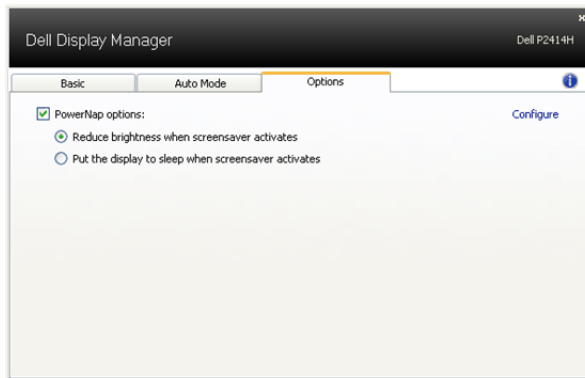 Dell Display Manager
Dell P2414H
Basic
Auto Mode
Options
PowerNap options:
Configure
Reduce brightness when screensaver activates
Put the display to sleep when screensaver activates